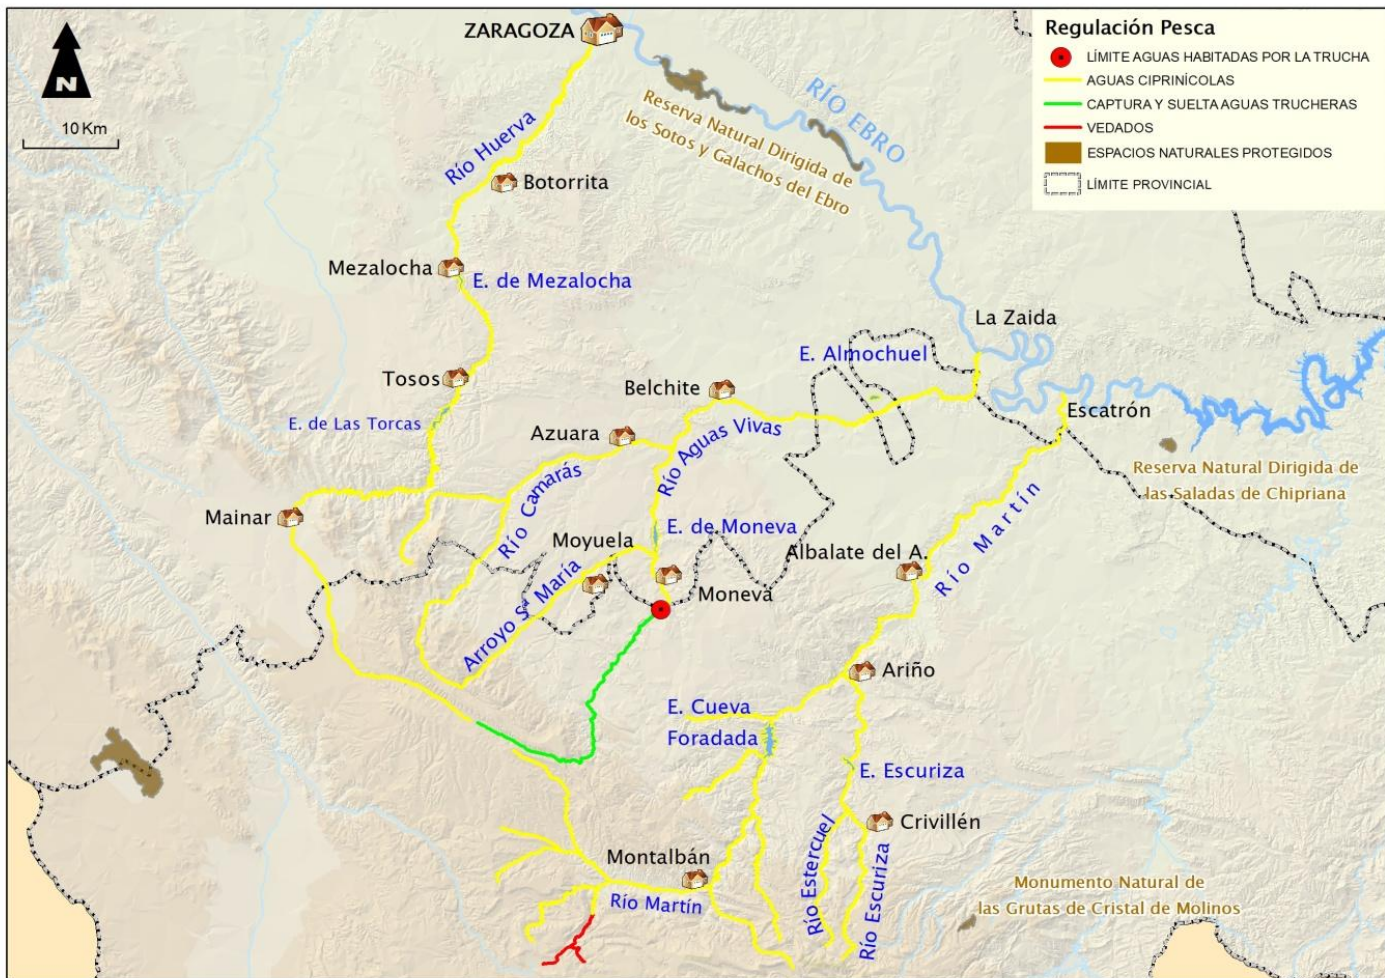 ZARAGOZA
N
10 Km
Regulación Pesca
LÍMITE AGUAS HABITADAS POR LA TRUCHA
AGUAS CIPRINÍCOLAS
CAPTURA Y SUELTA AGUAS TRUCHERAS
VEDADOS
ESPACIOS NATURALES PROTEGIDOS
LÍMITE PROVINCIAL
RÍO EBRO
Reserva Natural Dirigida de
los Sotos y Galachos del Ebro
Río Huerva
Botorrita
Mezalocha
E. de Mezalocha
La Zaida
E. Almochuel
Tosos
Belchite
Escatrón
E. de Las Torcas
Azuara
Río Aguas Vivas
Reserva Natural Dirigida de
las Saladas de Chipriana
Río Camarás
Mainar
E. de Moneva
Moyuela
Río Martín
Albalate del A.
Moneva
Arroyo Sª María
Ariño
E. Cueva
Foradada
E. Escuriza
Crivillén
Río Estercuel
Río Escuriza
Montalbán
Río Martín
Monumento Natural de
las Grutas de Cristal de Molinos